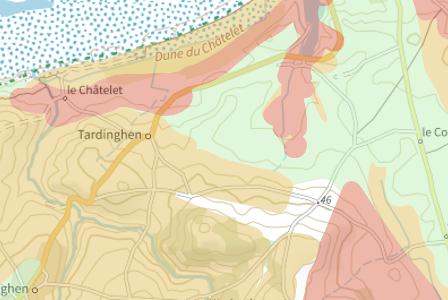 Dune du Châtelet
le Châtelet
Tardinghen
le Co
46
ghen